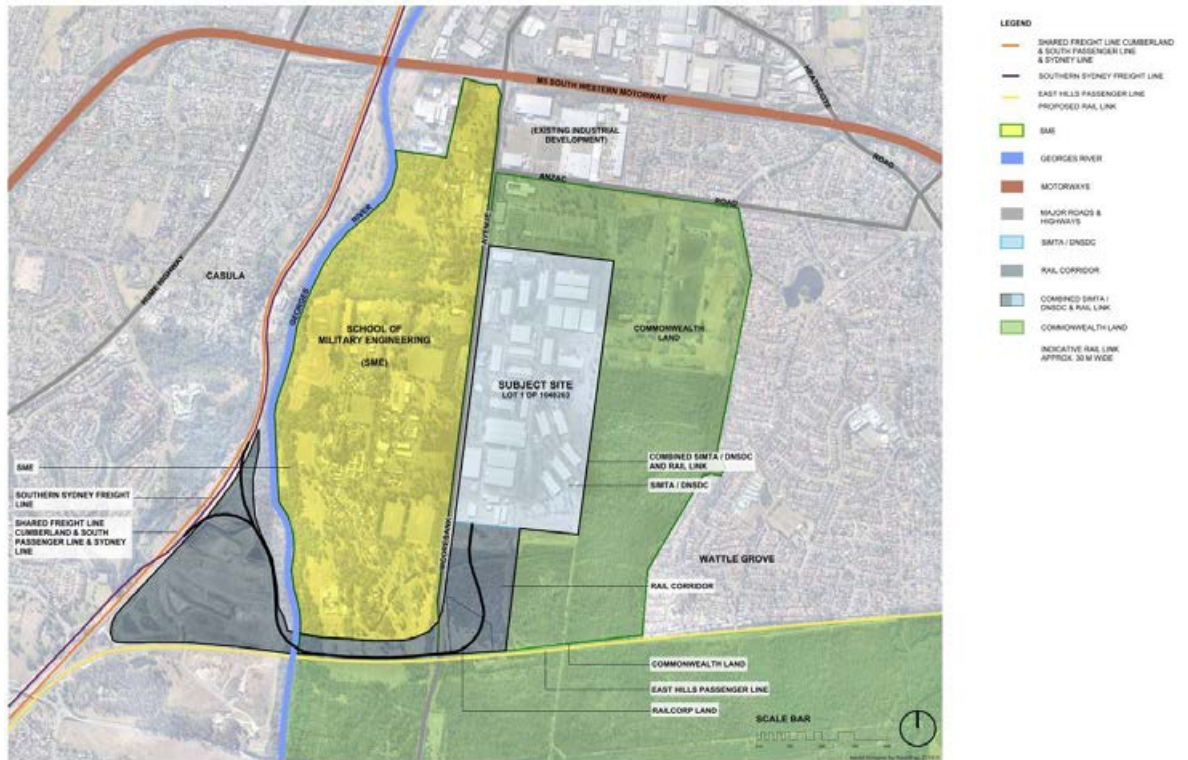 M5 SOUTH WESTERN MOTORWAY
HEATHCOTE
ROAD
(EXISTING INDUSTRIAL
DEVELOPMENT)
ANZAC
ROAD
RIVER
AVENUE
CASULA
HUME HIGHWAY
GEORGES
SCHOOL OF
MILITARY ENGINEERING
(SME)
COMMONWEALTH
LAND
SUBJECT SITE
LOT 1 DP 1048263
SME
SOUTHERN SYDNEY FREIGHT
LINE
SHARED FREIGHT LINE
CUMBERLAND & SOUTH
PASSENGER LINE & SYDNEY
LINE
COMBINED SIMTA / DNSDC
AND RAIL LINK
SIMTA / DNSDC
MOOREBANK
WATTLE GROVE
RAIL CORRIDOR
COMMONWEALTH LAND
EAST HILLS PASSENGER LINE
RAILCORP LAND
SCALE BAR
LEGEND
SHARED FREIGHT LINE CUMBERLAND
& SOUTH PASSENGER LINE
& SYDNEY LINE
SOUTHERN SYDNEY FREIGHT LINE
EAST HILLS PASSENGER LINE
PROPOSED RAIL LINK
SME
GEORGES RIVER
MOTORWAYS
MAJOR ROADS &
HIGHWAYS
SIMTA / DNSDC
RAIL CORRIDOR
COMBINED SIMTA /
DNSDC & RAIL LINK
COMMONWEALTH LAND
INDICATIVE RAIL LINK
APPROX. 30 M WIDE